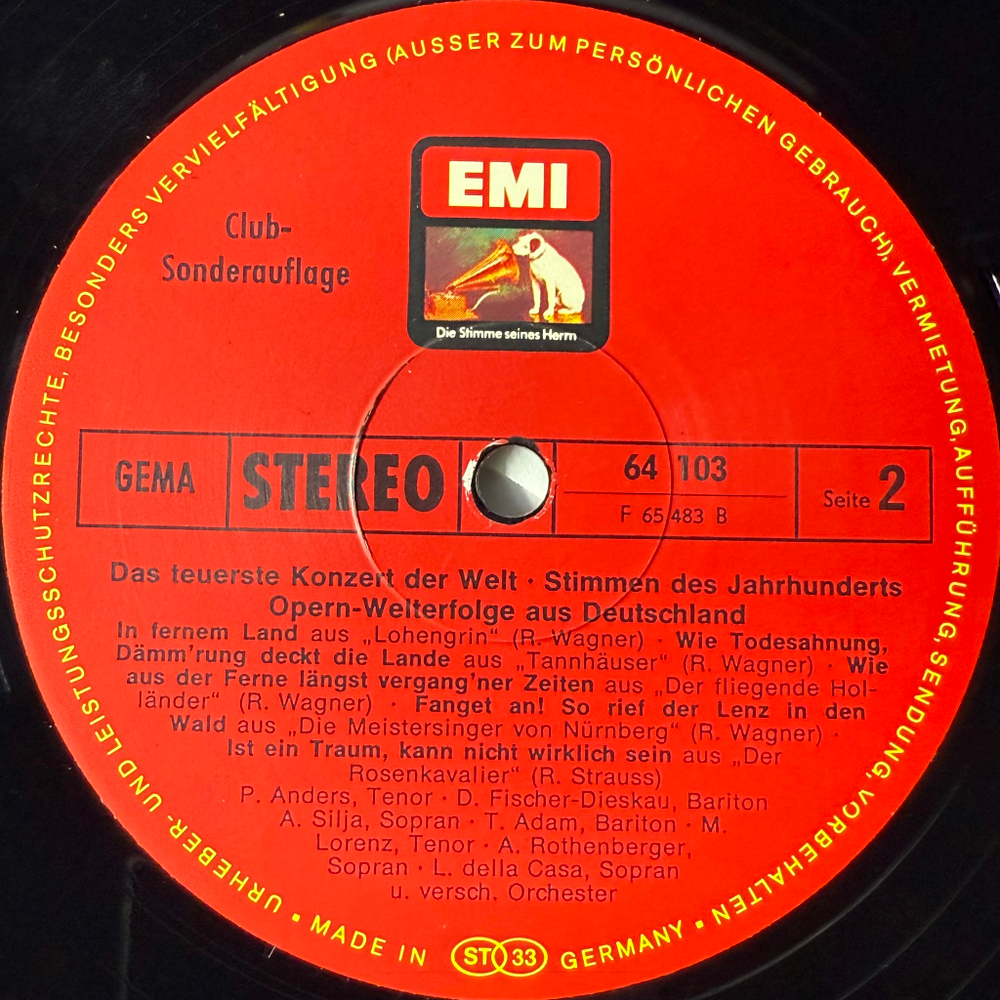 URHEBER- UND LEISTUNGSSCHUTZRECHTE, BESONDERS VERVIELFÄLTIGUNG (AUSSER ZUM PERSÖNLICHEN GEBRAUCH), VERMIETUNG, AUFFÜHRUNG, SENDUNG, VORBEHALTEN ▪
EMI
Die Stimme seines Herrn
Club-
Sonderauflage
GEMA
STEREO
64 103
F 65 483 B
Seite 2
Das teuerste Konzert der Welt · Stimmen des Jahrhunderts
Opern-Welterfolge aus Deutschland
In fernem Land aus „Lohengrin“ (R. Wagner) · Wie Todesahnung,
Dämm'rung deckt die Lande aus „Tannhäuser“ (R. Wagner) · Wie
aus der Ferne längst vergang'ner Zeiten aus „Der fliegende Hol-
länder“ (R. Wagner) · Fanget an! So rief der Lenz in den
Wald aus „Die Meistersinger von Nürnberg“ (R. Wagner) ·
Ist ein Traum, kann nicht wirklich sein aus „Der
Rosenkavalier“ (R. Strauss)
P. Anders, Tenor · D. Fischer-Dieskau, Bariton
A. Silja, Sopran · T. Adam, Bariton · M.
Lorenz, Tenor · A. Rothenberger,
Sopran · L. della Casa, Sopran
u. versch. Orchester
▪ MADE IN ST 33 GERMANY ▪